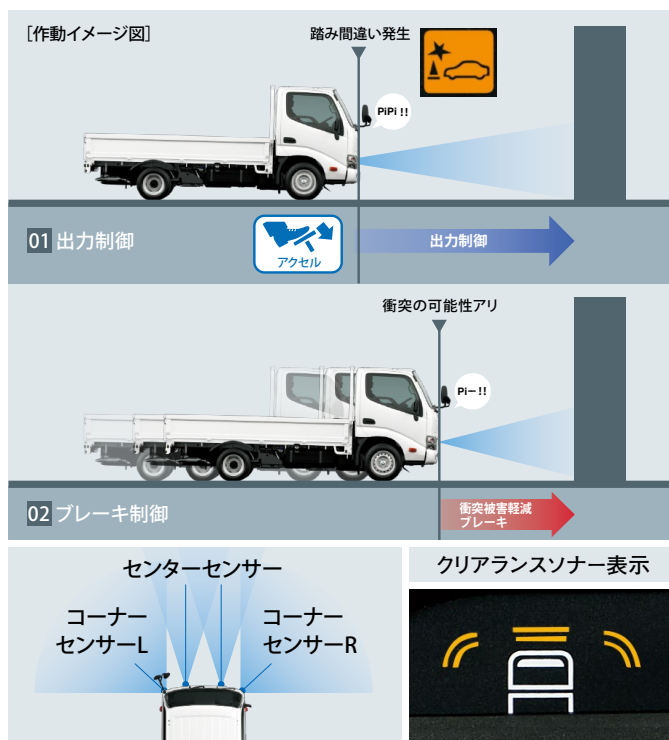 [作動イメージ図]
踏み間違い発生
PiPi !!
01 出力制御
アクセル
出力制御
衝突の可能性アリ
Pi−!!
02 ブレーキ制御
衝突被害軽減
ブレーキ
センターセンサー
コーナー
センサーL
コーナー
センサーR
クリアランスソナー表示